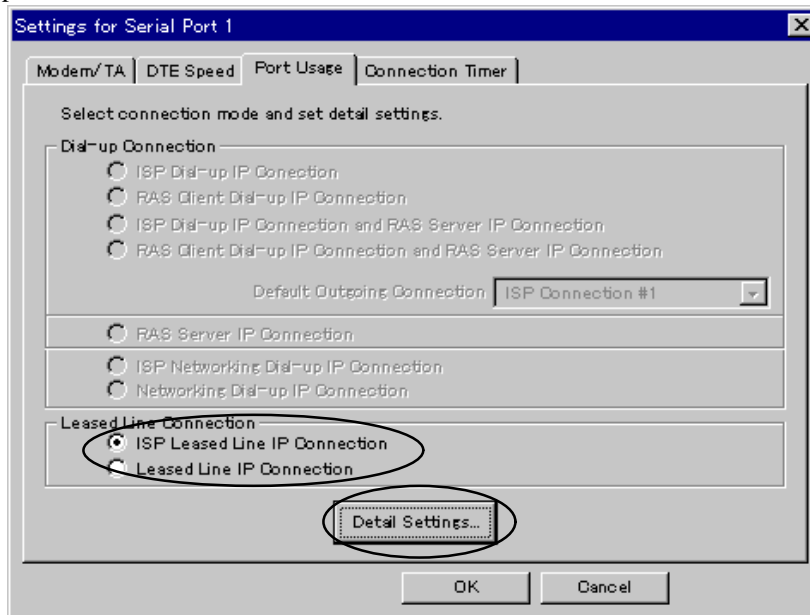 Settings for Serial Port 1
Modem/TA DTE Speed Port Usage Connection Timer
Select connection mode and set detail settings.
Dial-up Connection
ISP Dial-up IP Conection
RAS Client Dial-up IP Connection
ISP Dial-up IP Connection and RAS Server IP Connection
RAS Client Dial-up IP Connection and RAS Server IP Connection
Default Outgoing Connection ISP Connection #1
RAS Server IP Connection
ISP Networking Dial-up IP Connection
Networking Dial-up IP Connection
Leased Line Connection
ISP Leased Line IP Connection
Leased Line IP Connection
Detail Settings...
OK Cancel